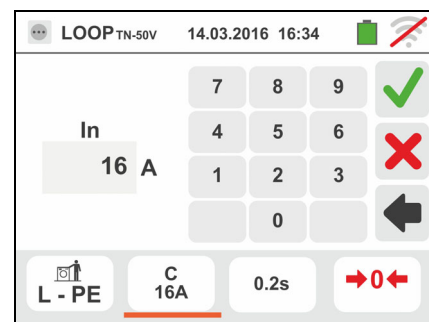 LOOP TN-50V 14.03.2016 16:34
7 8 9
In
4 5 6
16 A
1 2 3
0
L - PE
C
16A
0.2s
0